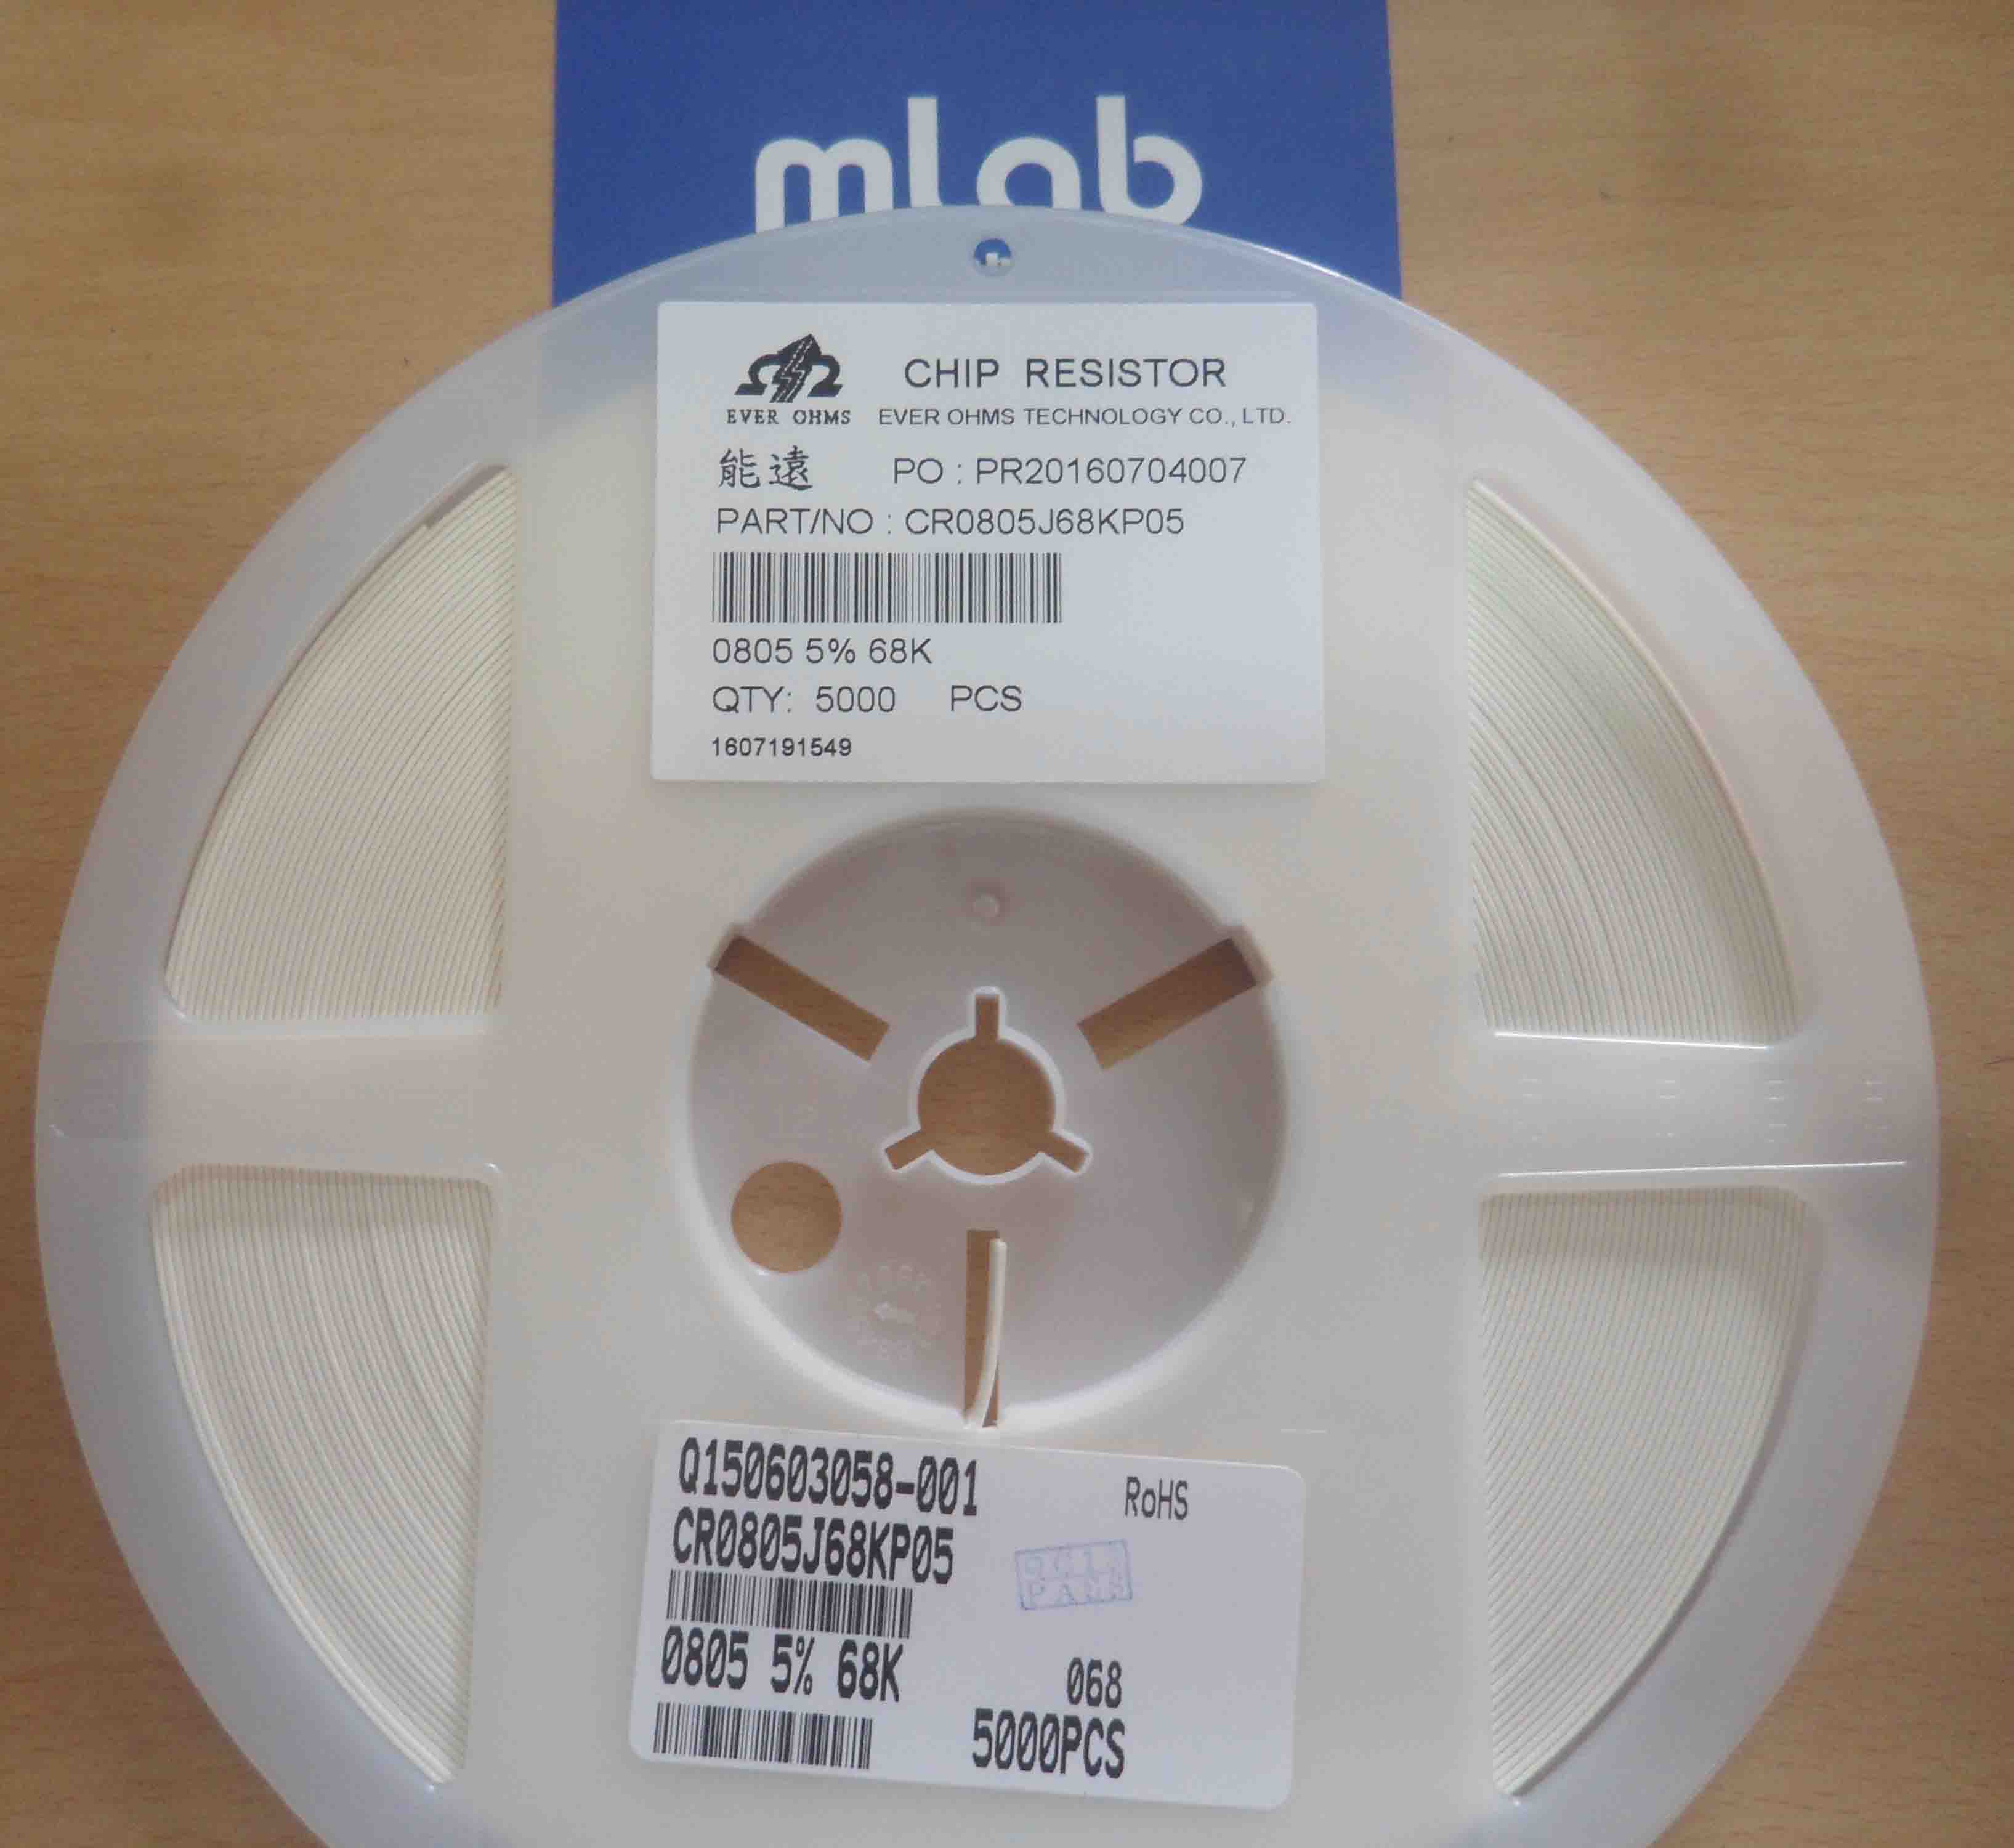 mlab
CHIP RESISTOR
EVER OHMS EVER OHMS TECHNOLOGY CO., LTD.
能遠 PO : PR20160704007
PART/NO : CR0805J68KP05
0805 5% 68K
QTY: 5000 PCS
1607191549
Q150603058-001
RoHS
CR0805J68KP05
0805 5% 68K
068
5000PCS